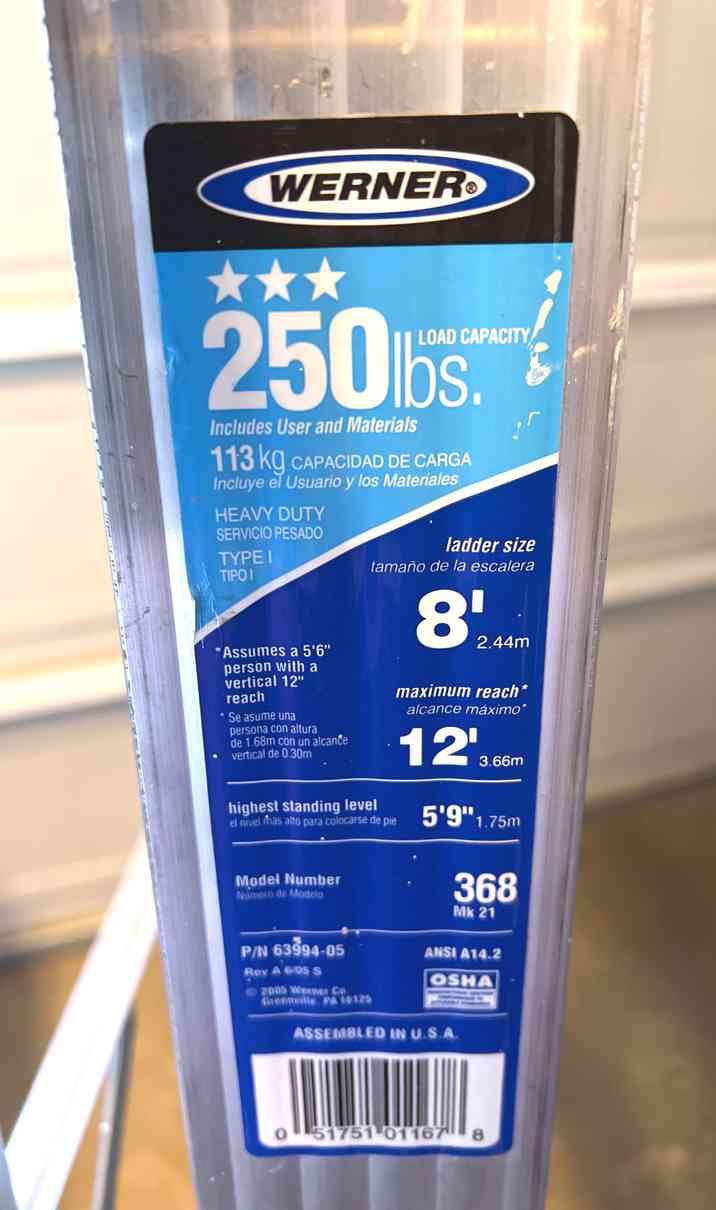 WERNER®
250 lbs. LOAD CAPACITY
Includes User and Materials
113 kg CAPACIDAD DE CARGA
Incluye el Usuario y los Materiales
HEAVY DUTY
SERVICIO PESADO
TYPE I
TIPO I
ladder size
tamaño de la escalera
8' 2.44m
*Assumes a 5'6"
person with a
vertical 12"
reach
* Se asume una
persona con altura
de 1.68m con un alcance
vertical de 0.30m
maximum reach*
alcance máximo*
12' 3.66m
highest standing level
el nivel más alto para colocarse de pie
5'9" 1.75m
Model Number
Número de Modelo
368
Mk 21
P/N 63994-05
Rev A 6/05 S
© 2005 Werner Co.
Greenville, PA 16125
ANSI A14.2
OSHA
ASSEMBLED IN U.S.A.
0 51751 01167 8